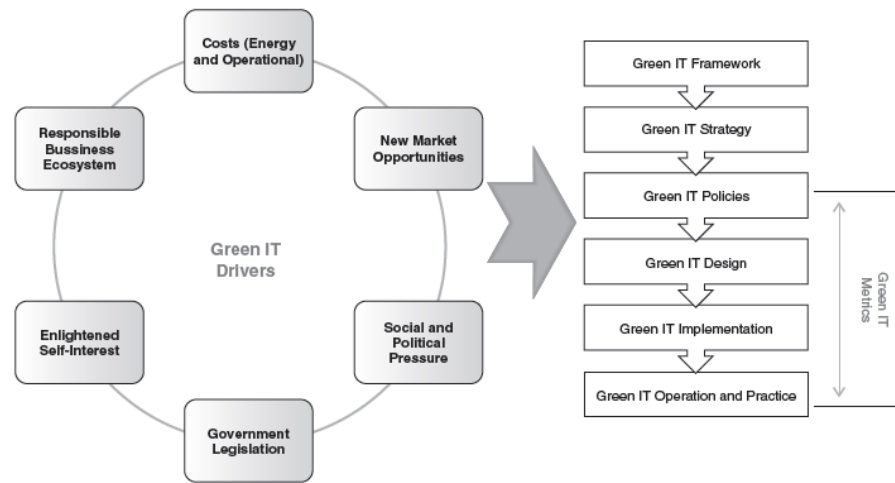 Costs (Energy
and Operational)
New Market
Opportunities
Social and
Political
Pressure
Government
Legislation
Enlightened
Self-Interest
Responsible
Bussiness
Ecosystem
Green IT
Drivers
Green IT Framework
Green IT Strategy
Green IT Policies
Green IT Design
Green IT Implementation
Green IT Operation and Practice
Green IT
Metrics